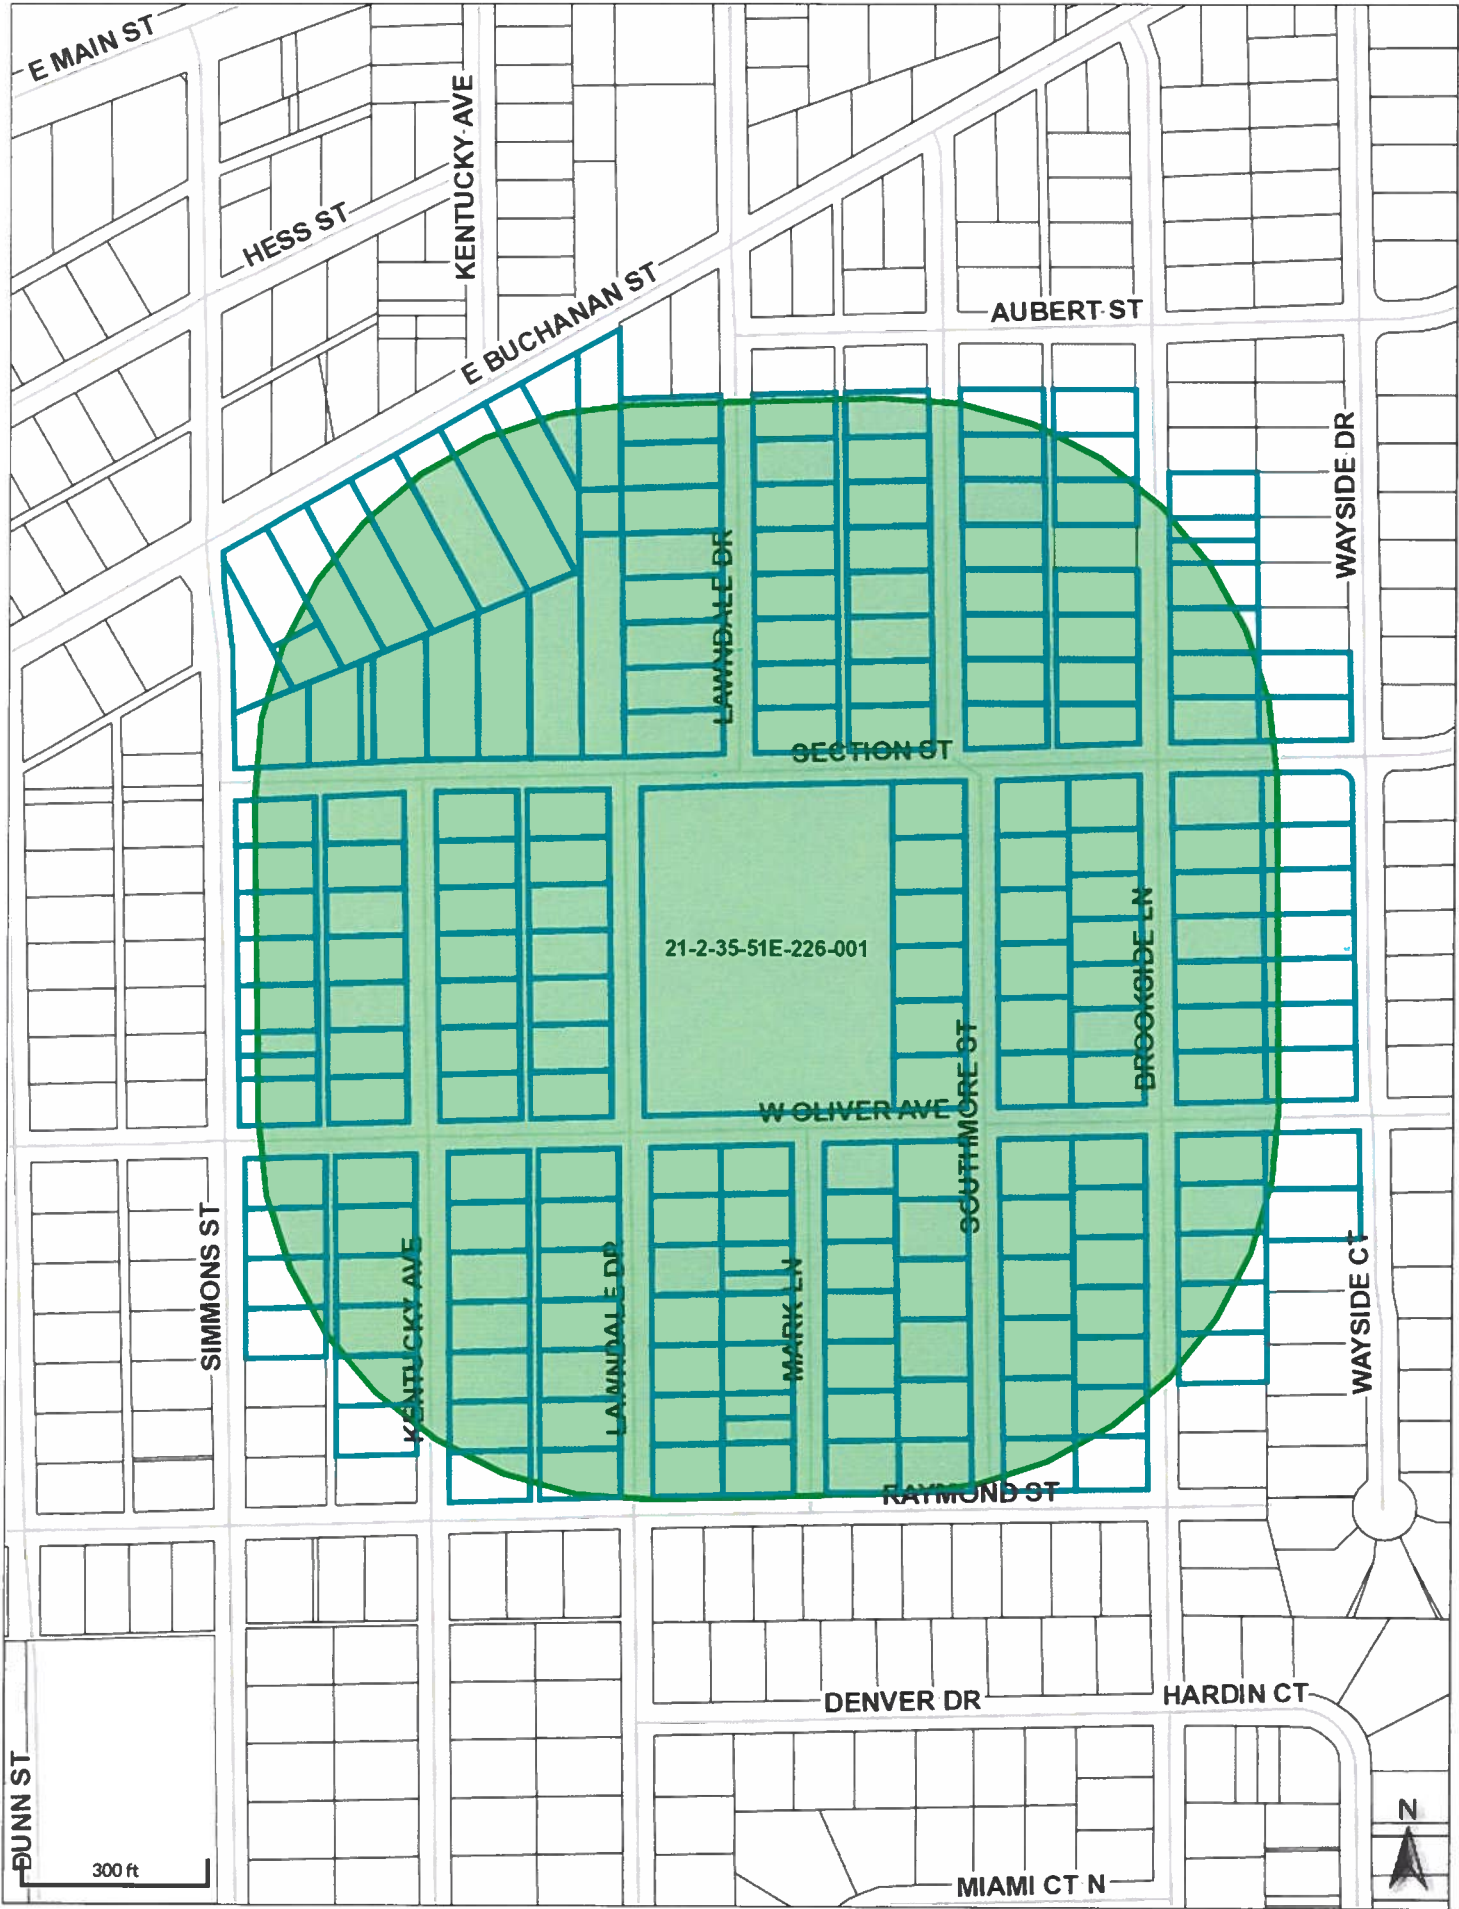 E MAIN ST
KENTUCKY AVE
HESS ST
E BUCHANAN ST
AUBERT ST
WAYSIDE DR
LAWNDALE DR
SECTION ST
21-2-35-51E-226-001
BROOKSIDE LN
W OLIVER AVE
SOUTHMORE ST
SIMMONS ST
KENTUCKY AVE
LAWNDALE DR
MARK LN
WAYSIDE CT
RAYMOND ST
DENVER DR
HARDIN CT
DUNN ST
300 ft
N
MIAMI CT N